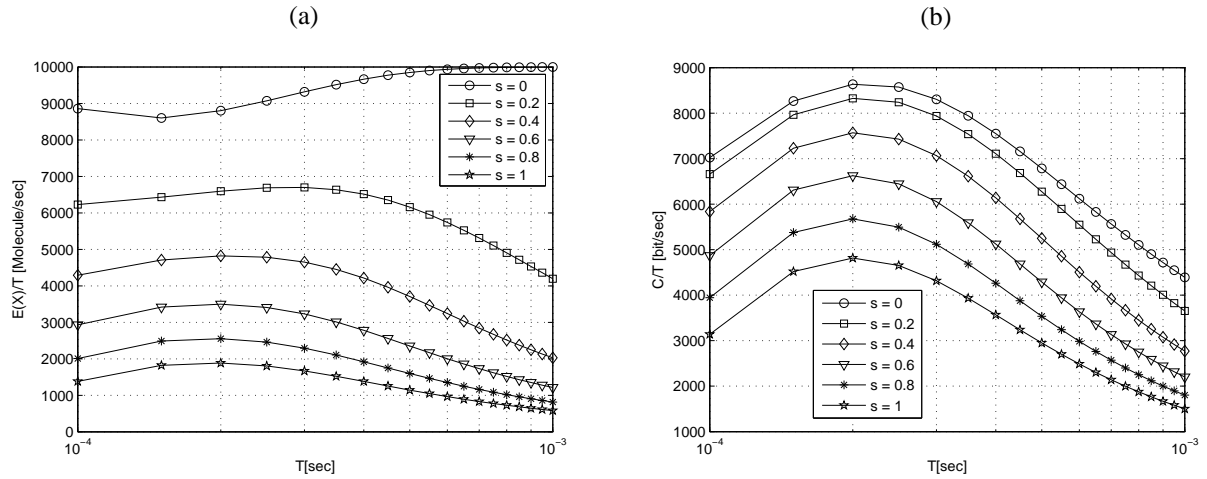 (a)
10000
9000
8000
7000
6000
5000
4000
3000
2000
1000
0
E(X)/T [Molecule/sec]
s = 0
s = 0.2
s = 0.4
s = 0.6
s = 0.8
s = 1
10⁻⁴
10⁻³
T[sec]
(b)
9000
8000
7000
6000
5000
4000
3000
2000
1000
C/T [bit/sec]
s = 0
s = 0.2
s = 0.4
s = 0.6
s = 0.8
s = 1
10⁻⁴
10⁻³
T[sec]